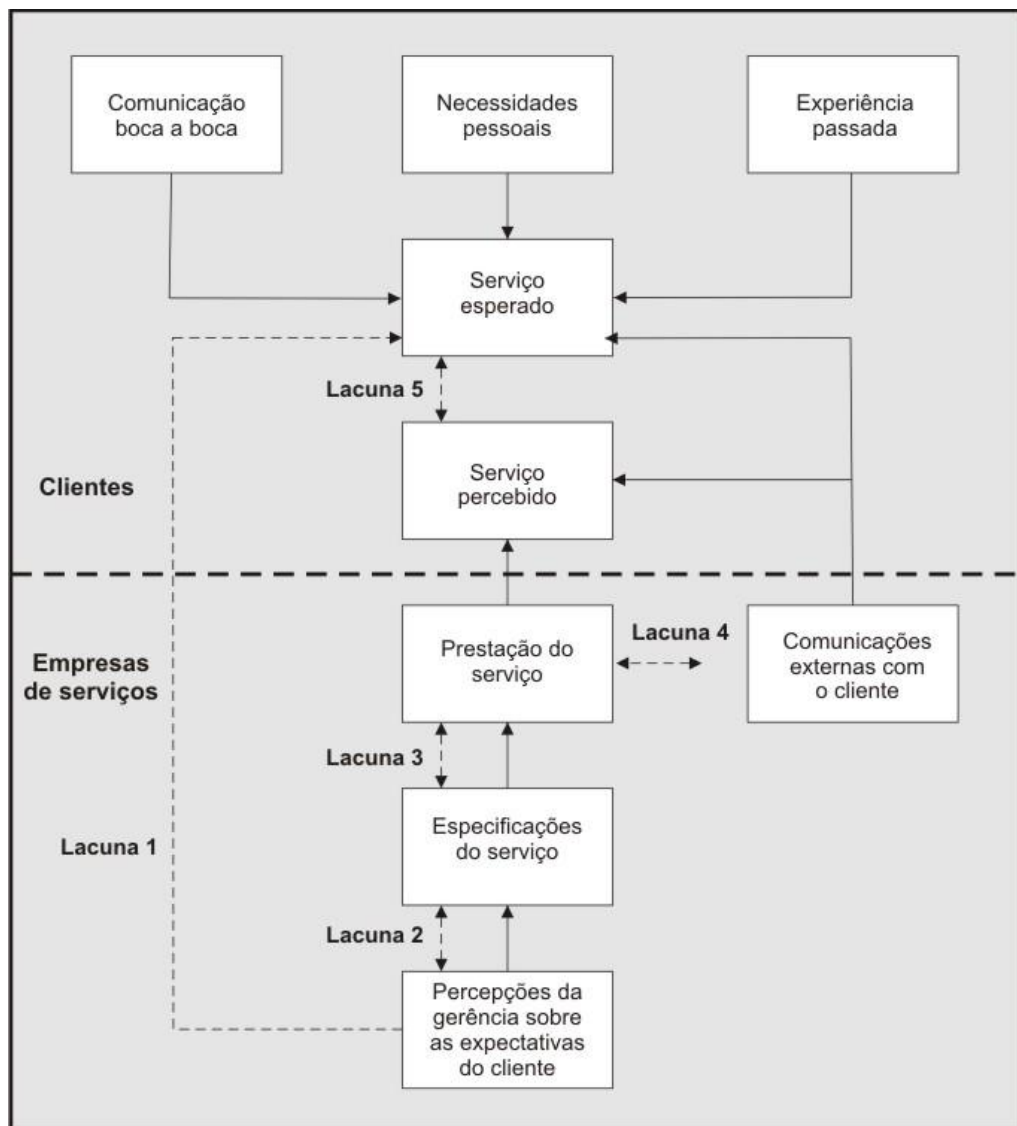 Comunicação
boca a boca
Necessidades
pessoais
Experiência
passada
Serviço
esperado
Lacuna 5
Serviço
percebido
Clientes
Empresas
de serviços
Prestação do
serviço
Lacuna 4
Comunicações
externas com
o cliente
Lacuna 3
Especificações
do serviço
Lacuna 1
Lacuna 2
Percepções da
gerência sobre
as expectativas
do cliente